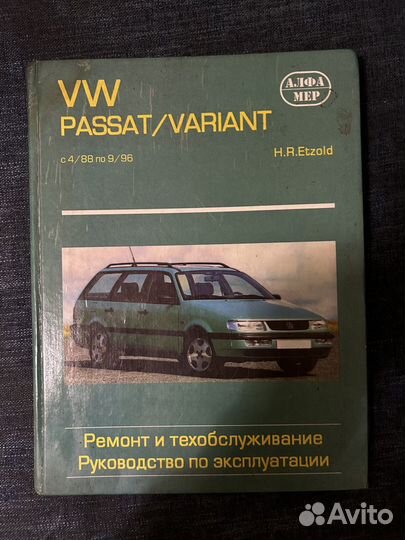 VW
PASSAT/VARIANT
с 4/88 по 9/96
АЛФА
МЕР
H.R.Etzold
Ремонт и техобслуживание
Руководство по эксплуатации
Avito